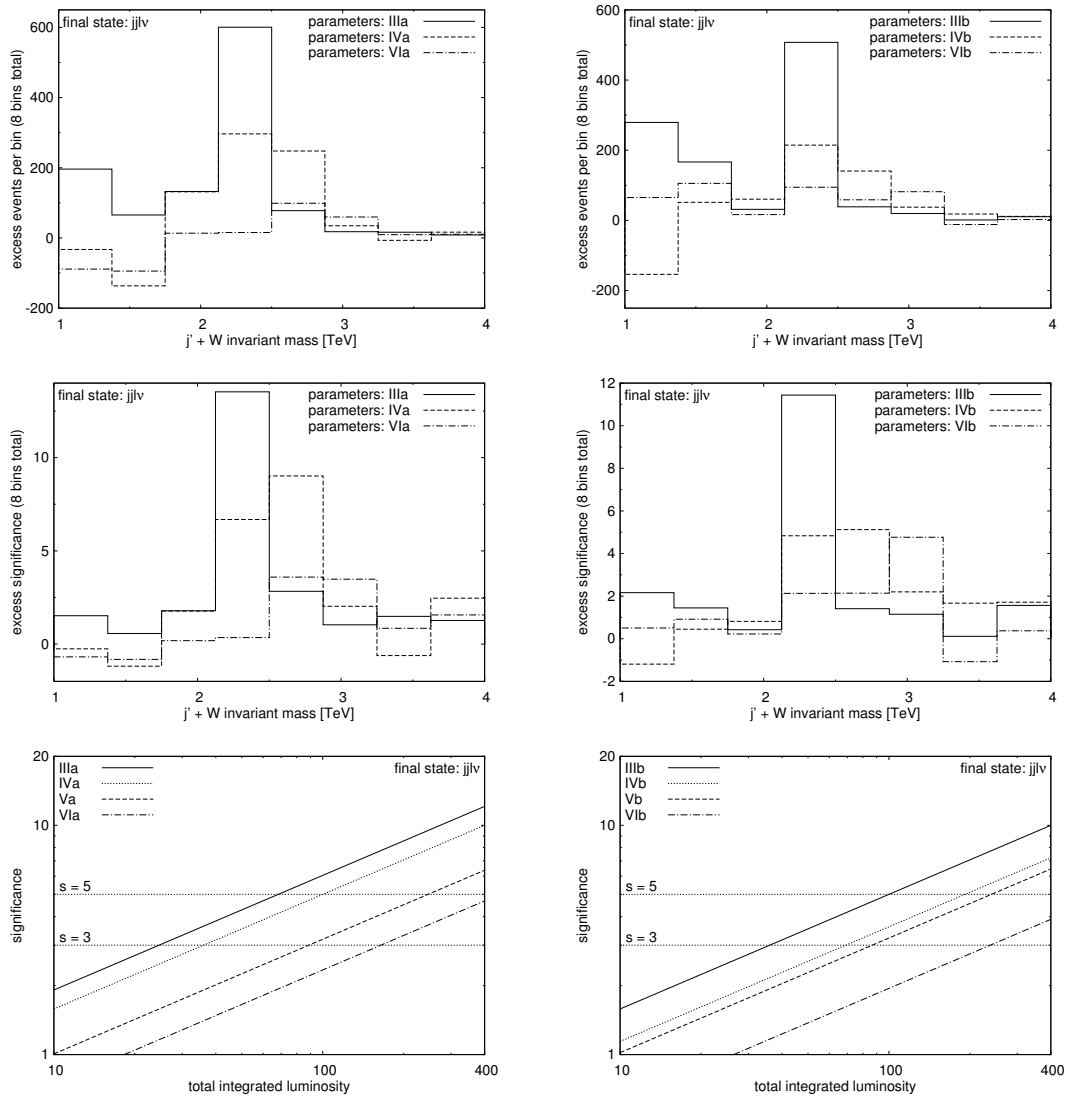 600
400
200
0
-200
1
2
3
4
excess events per bin (8 bins total)
j' + W invariant mass [TeV]
final state: jjlν
parameters: IIIa
parameters: IVa
parameters: VIa
600
500
400
300
200
100
0
-100
-200
1
2
3
4
excess events per bin (8 bins total)
j' + W invariant mass [TeV]
final state: jjlν
parameters: IIIb
parameters: IVb
parameters: VIb
10
5
0
1
2
3
4
excess significance (8 bins total)
j' + W invariant mass [TeV]
final state: jjlν
parameters: IIIa
parameters: IVa
parameters: VIa
12
10
8
6
4
2
0
-2
1
2
3
4
excess significance (8 bins total)
j' + W invariant mass [TeV]
final state: jjlν
parameters: IIIb
parameters: IVb
parameters: VIb
20
10
1
10
100
400
significance
total integrated luminosity
IIIa
IVa
Va
VIa
final state: jjlν
s = 5
s = 3
20
10
1
10
100
400
significance
total integrated luminosity
IIIb
IVb
Vb
VIb
final state: jjlν
s = 5
s = 3